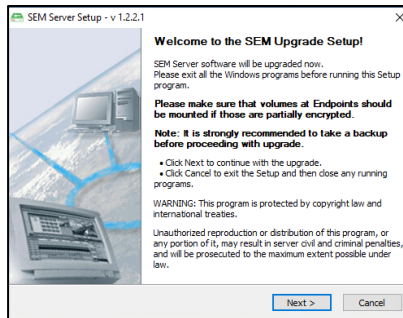 SEM Server Setup - v 1.2.2.1
Welcome to the SEM Upgrade Setup!
SEM Server software will be upgraded now.
Please exit all the Windows programs before running this Setup
program.
Please make sure that volumes at Endpoints should
be mounted if those are partially encrypted.
Note: It is strongly recommended to take a backup
before proceeding with upgrade.
• Click Next to continue with the upgrade.
• Click Cancel to exit the Setup and then close any running
programs.
WARNING: This program is protected by copyright law and
international treaties.
Unauthorized reproduction or distribution of this program, or
any portion of it, may result in server civil and criminal penalties,
and will be prosecuted to the maximum extent possible under
law.
Next >
Cancel